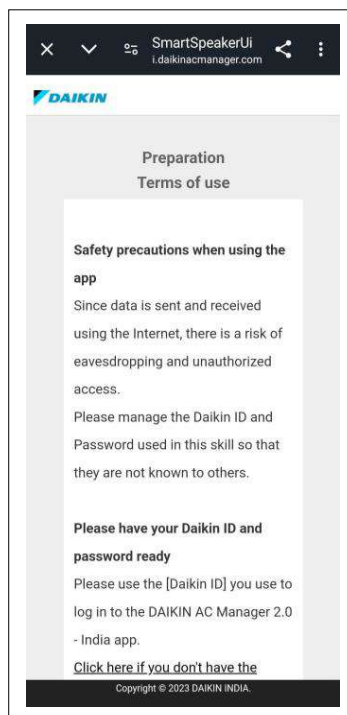 SmartSpeakerUi
i.daikinacmanager.com
DAIKIN
Preparation
Terms of use
Safety precautions when using the
app
Since data is sent and received
using the Internet, there is a risk of
eavesdropping and unauthorized
access.
Please manage the Daikin ID and
Password used in this skill so that
they are not known to others.
Please have your Daikin ID and
password ready
Please use the [Daikin ID] you use to
log in to the DAIKIN AC Manager 2.0
- India app.
Click here if you don't have the
Copyright © 2023 DAIKIN INDIA.